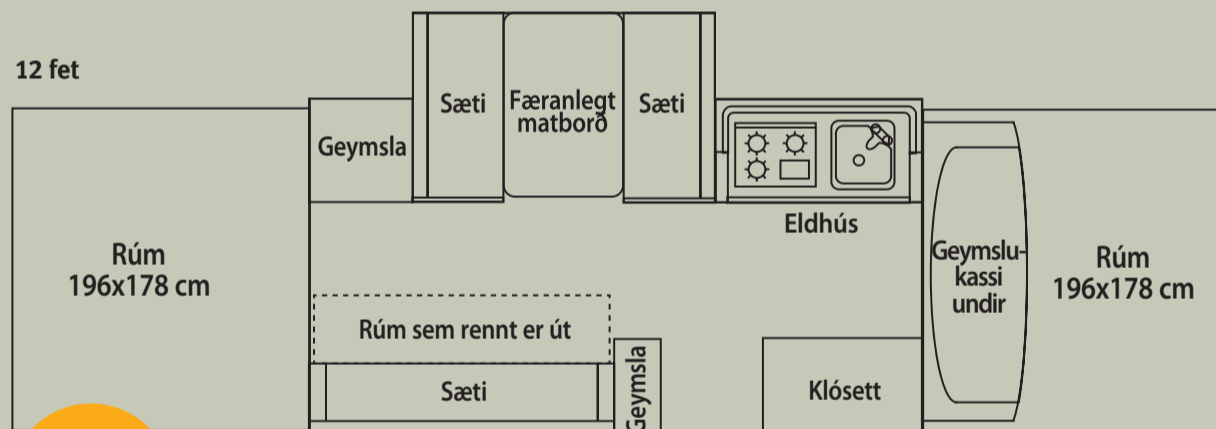 12 fet
Sæti
Færanlegt
matborð
Sæti
Geymsla
Eldhús
Rúm
196x178 cm
Geymslu-
kassi
undir
Rúm
196x178 cm
Rúm sem rennt er út
Sæti
Geymsla
Klósett